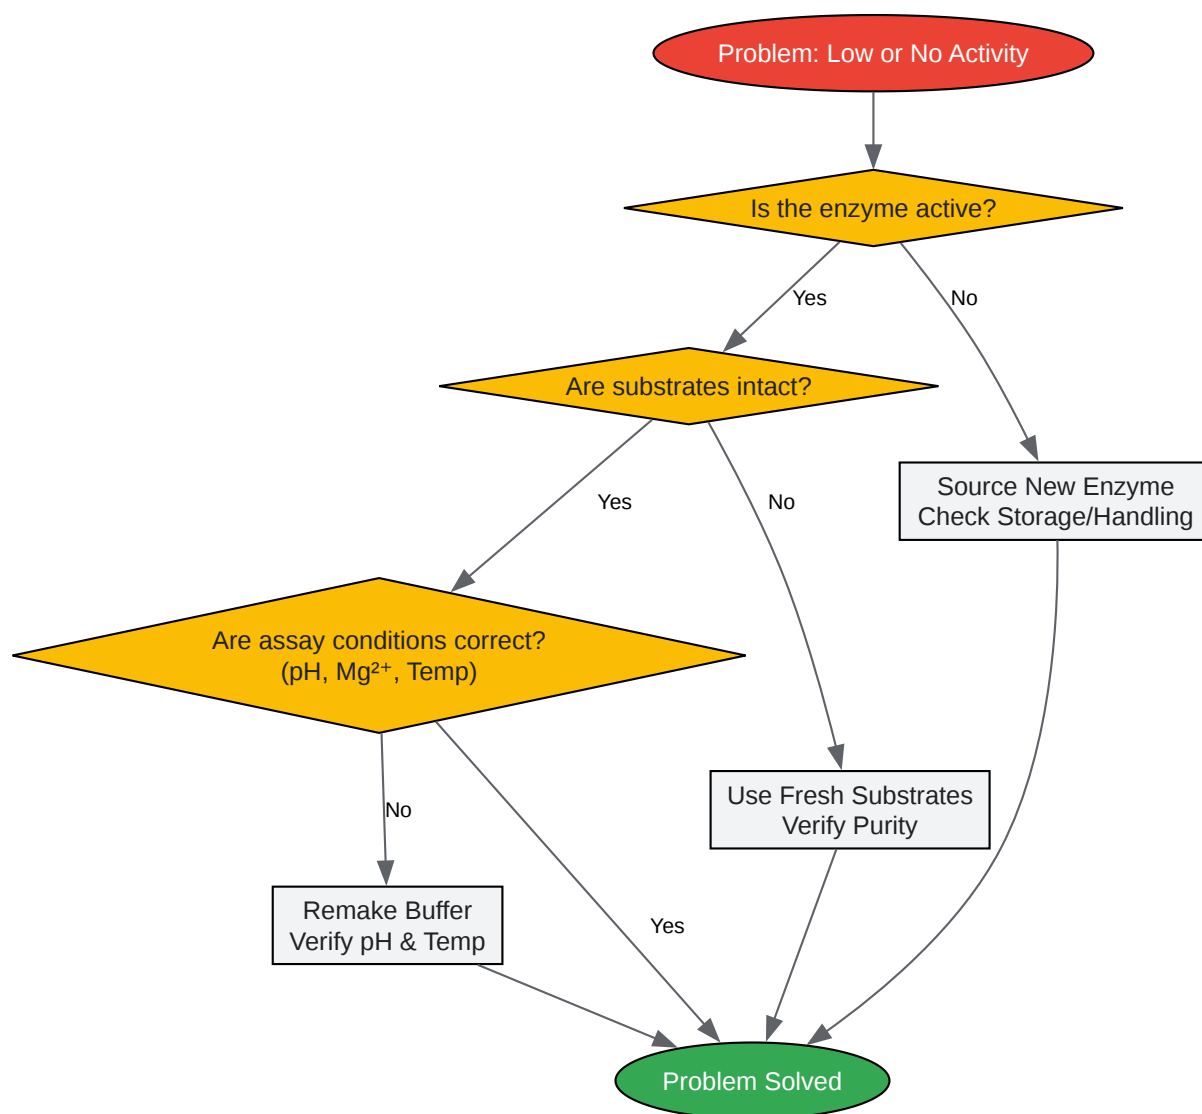 Problem: Low or No Activity
Is the enzyme active?
Yes
No
Are substrates intact?
Yes
No
Source New Enzyme
Check Storage/Handling
Are assay conditions correct?
(pH, Mg²⁺, Temp)
No
Yes
Use Fresh Substrates
Verify Purity
Remake Buffer
Verify pH & Temp
Problem Solved